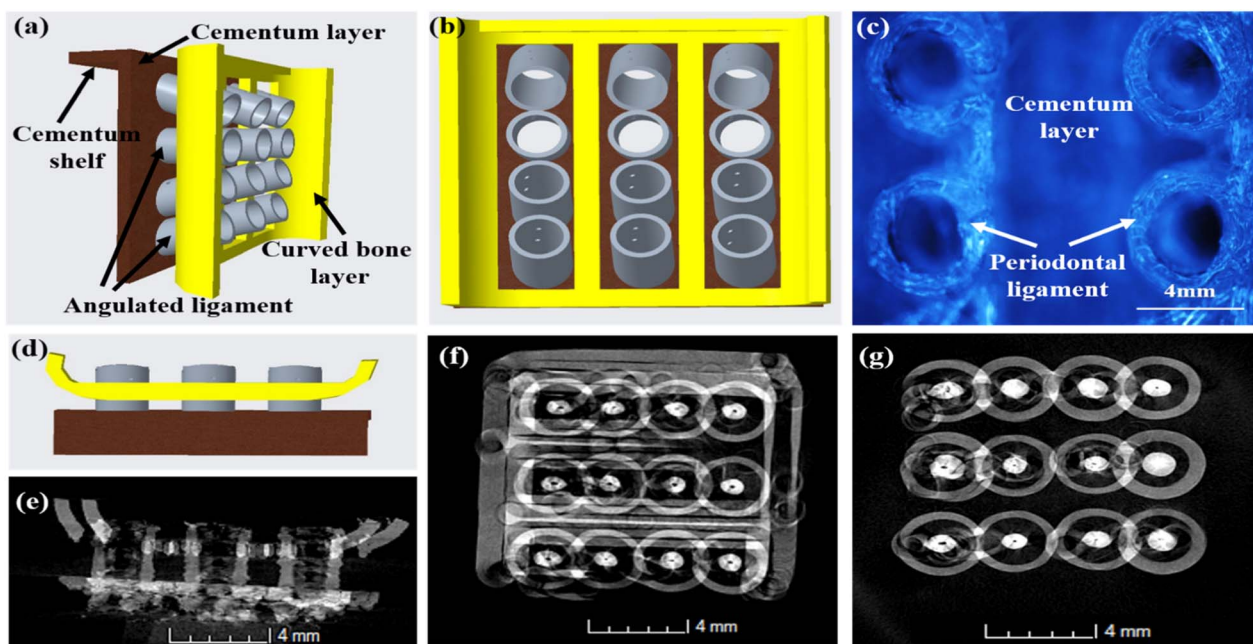 (a)
Cementum layer
Cementum
shelf
Curved bone
layer
Angulated ligament
(b)
(c)
Cementum
layer
Periodontal
ligament
4mm
(d)
(e)
4 mm
(f)
4 mm
(g)
4 mm